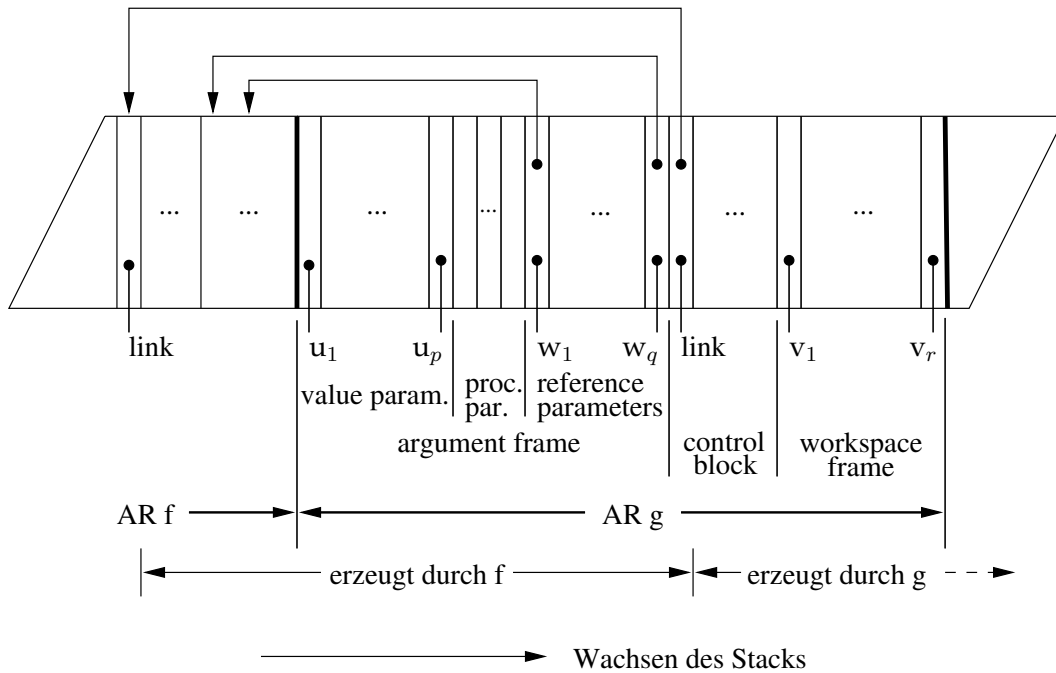 ... ... ... ... ... ... ...
link u₁ uₚ w₁ w_q link v₁ vᵣ
value param. proc. par. reference parameters
argument frame control block workspace frame
AR f AR g
erzeugt durch f erzeugt durch g
Wachsen des Stacks